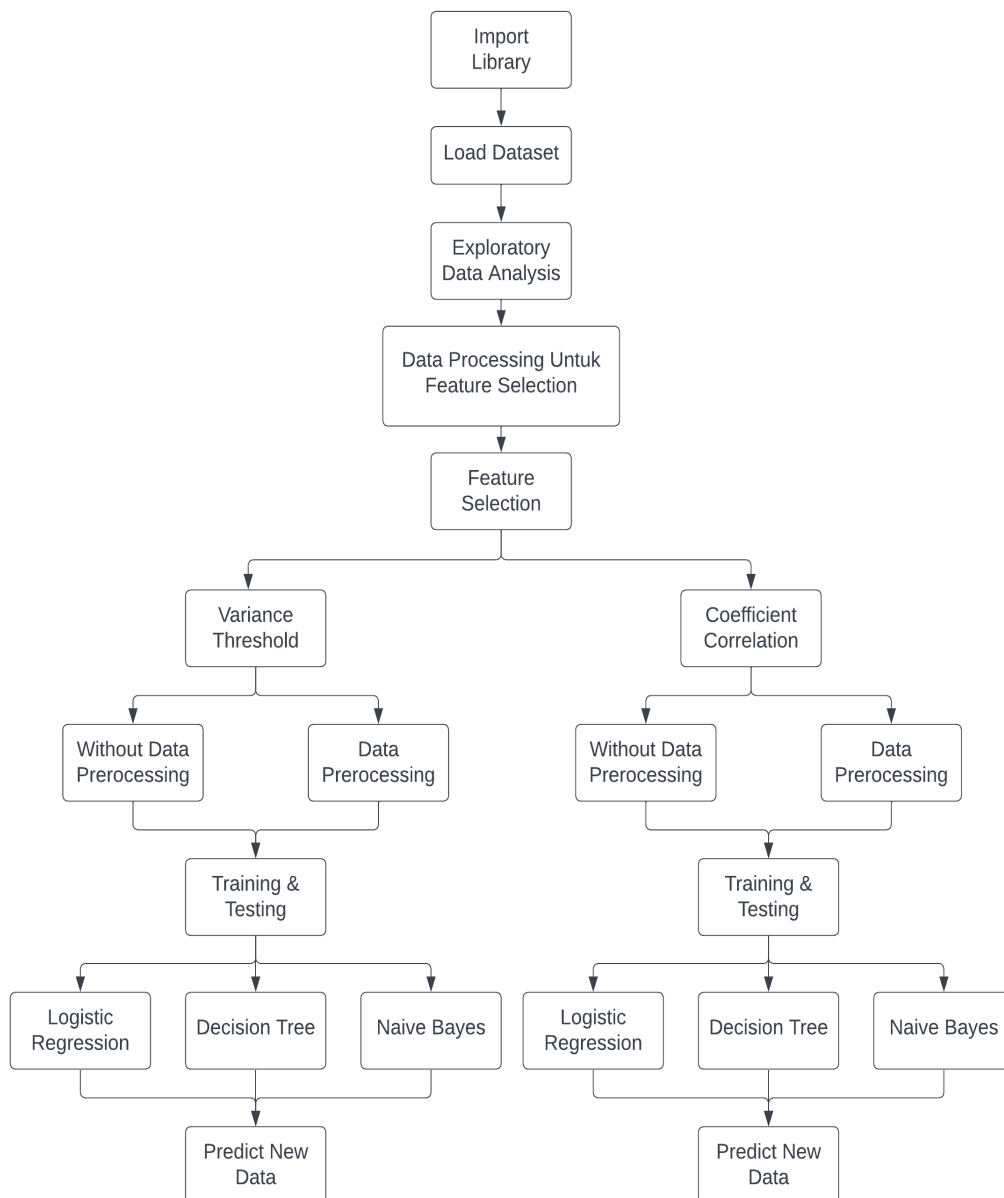 Import
Library
Load Dataset
Exploratory
Data Analysis
Data Processing Untuk
Feature Selection
Feature
Selection
Variance
Threshold
Coefficient
Correlation
Without Data
Prerocessing
Data
Prerocessing
Without Data
Prerocessing
Data
Prerocessing
Training &
Testing
Training &
Testing
Logistic
Regression
Decision Tree
Naive Bayes
Logistic
Regression
Decision Tree
Naive Bayes
Predict New
Data
Predict New
Data